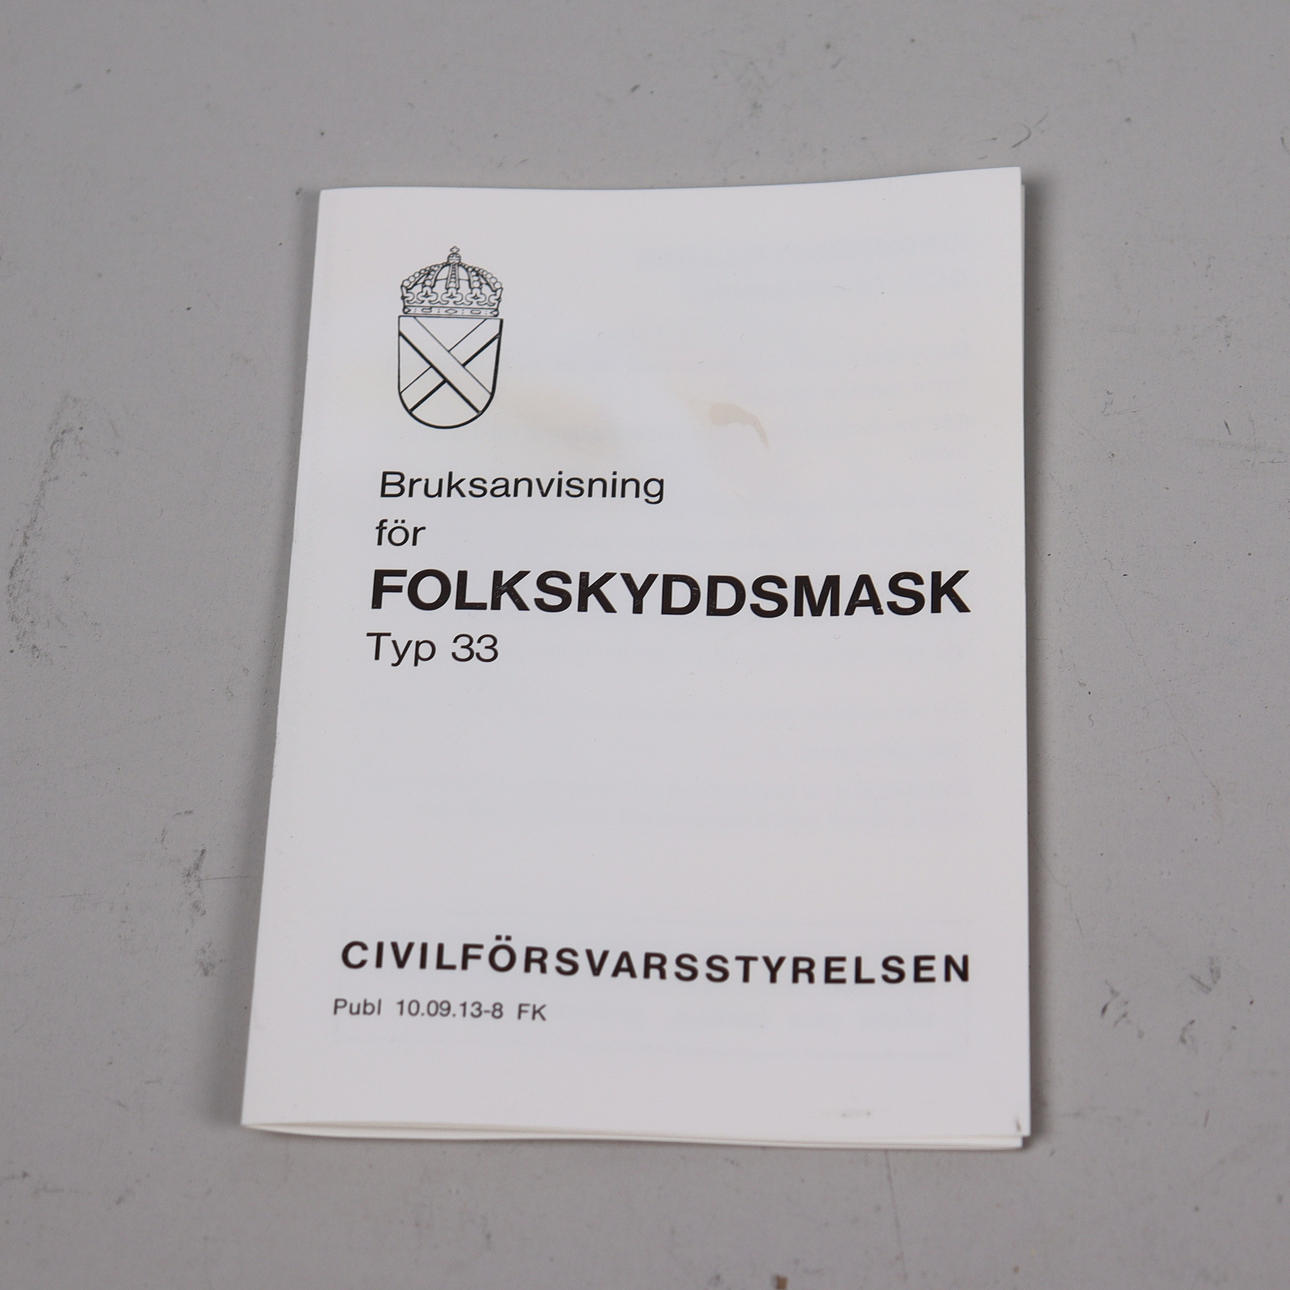 Bruksanvisning
för
FOLKSKYDDSMASK
Typ 33
CIVILFÖRSVARSSTYRELSEN
Publ 10.09.13-8 FK